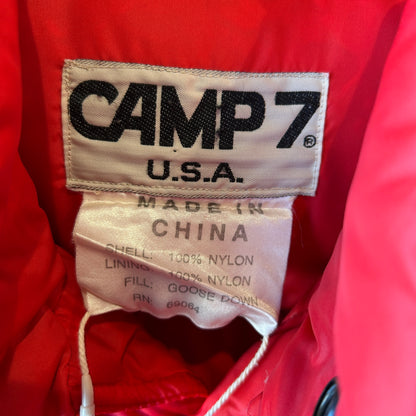 CAMP 7®
U.S.A.
MADE IN
CHINA
SHELL: 100% NYLON
LINING: 100% NYLON
FILL: GOOSE DOWN
RN: 69064